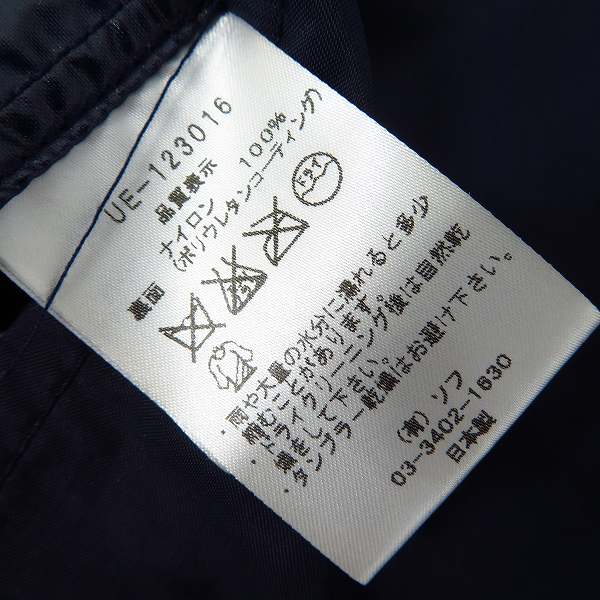 UE-123016
品質表示
ナイロン 100%
(ポリウレタンコーティング)
裏面
ドライ
・雨や大量の水分に濡れると多少
縮むことがあります。
・ドライクリーニング後は自然乾
燥をして下さい。
・タンブラー乾燥はお避け下さい。
(有)ソフ
03-3402-1630
日本製